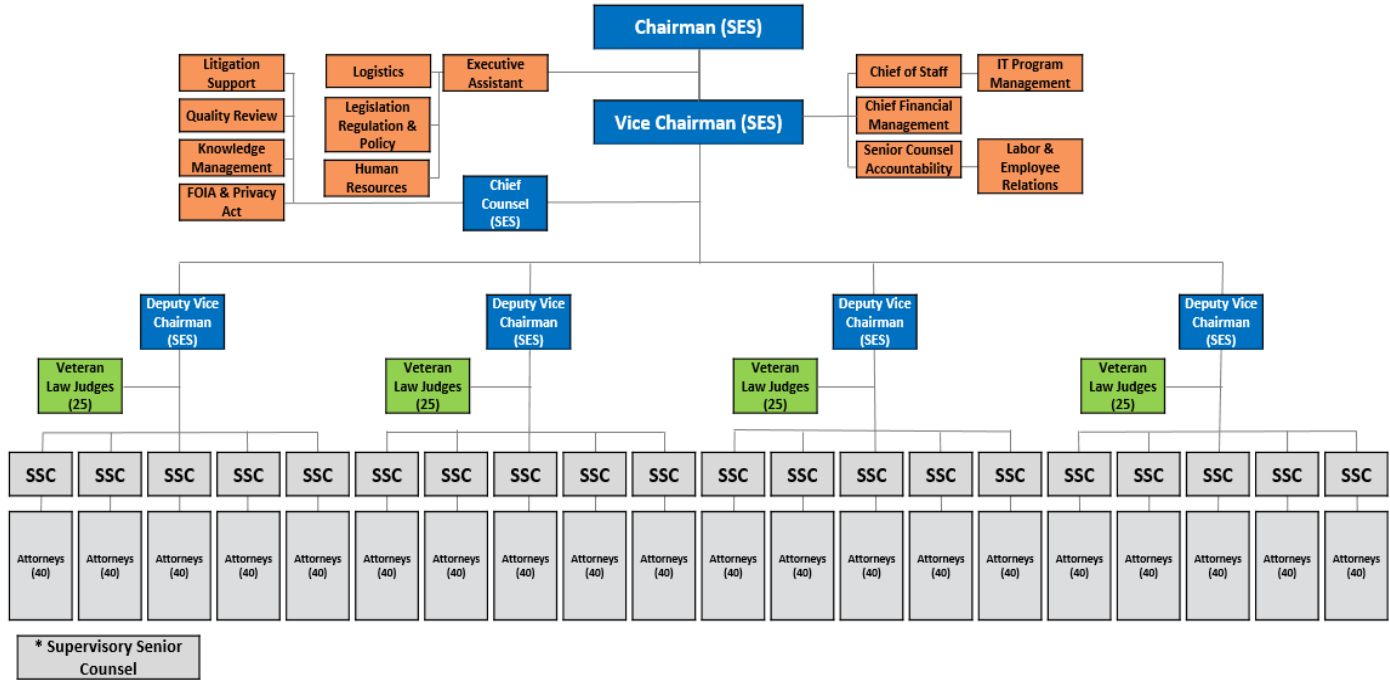 Chairman (SES)
Litigation
Support
Quality Review
Knowledge
Management
FOIA & Privacy
Act
Logistics
Legislation
Regulation &
Policy
Human
Resources
Executive
Assistant
Vice Chairman (SES)
Chief of Staff
IT Program
Management
Chief Financial
Management
Senior Counsel
Accountability
Labor &
Employee
Relations
Chief
Counsel
(SES)
Deputy Vice
Chairman
(SES)
Deputy Vice
Chairman
(SES)
Deputy Vice
Chairman
(SES)
Deputy Vice
Chairman
(SES)
Veteran
Law Judges
(25)
Veteran
Law Judges
(25)
Veteran
Law Judges
(25)
Veteran
Law Judges
(25)
SSC SSC SSC SSC SSC SSC SSC SSC SSC SSC SSC SSC SSC SSC SSC SSC SSC SSC SSC SSC
Attorneys Attorneys Attorneys Attorneys Attorneys Attorneys Attorneys Attorneys Attorneys Attorneys Attorneys Attorneys Attorneys Attorneys Attorneys Attorneys Attorneys Attorneys Attorneys Attorneys
(40) (40) (40) (40) (40) (40) (40) (40) (40) (40) (40) (40) (40) (40) (40) (40) (40) (40) (40) (40)
* Supervisory Senior
Counsel